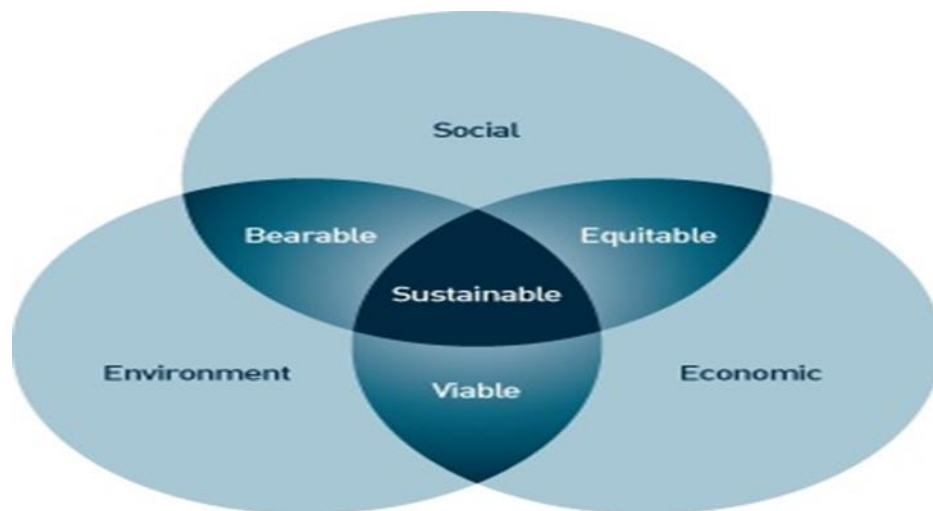 Social
Bearable
Equitable
Sustainable
Environment
Economic
Viable